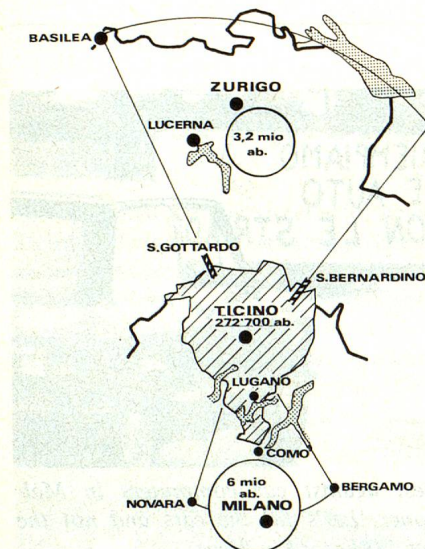 BASILEA
ZURIGO
LUCERNA
3,2 mio
ab.
S.GOTTARDO
S.BERNARDINO
TICINO
272'700 ab.
LUGANO
COMO
6 mio
ab.
NOVARA
MILANO
BERGAMO